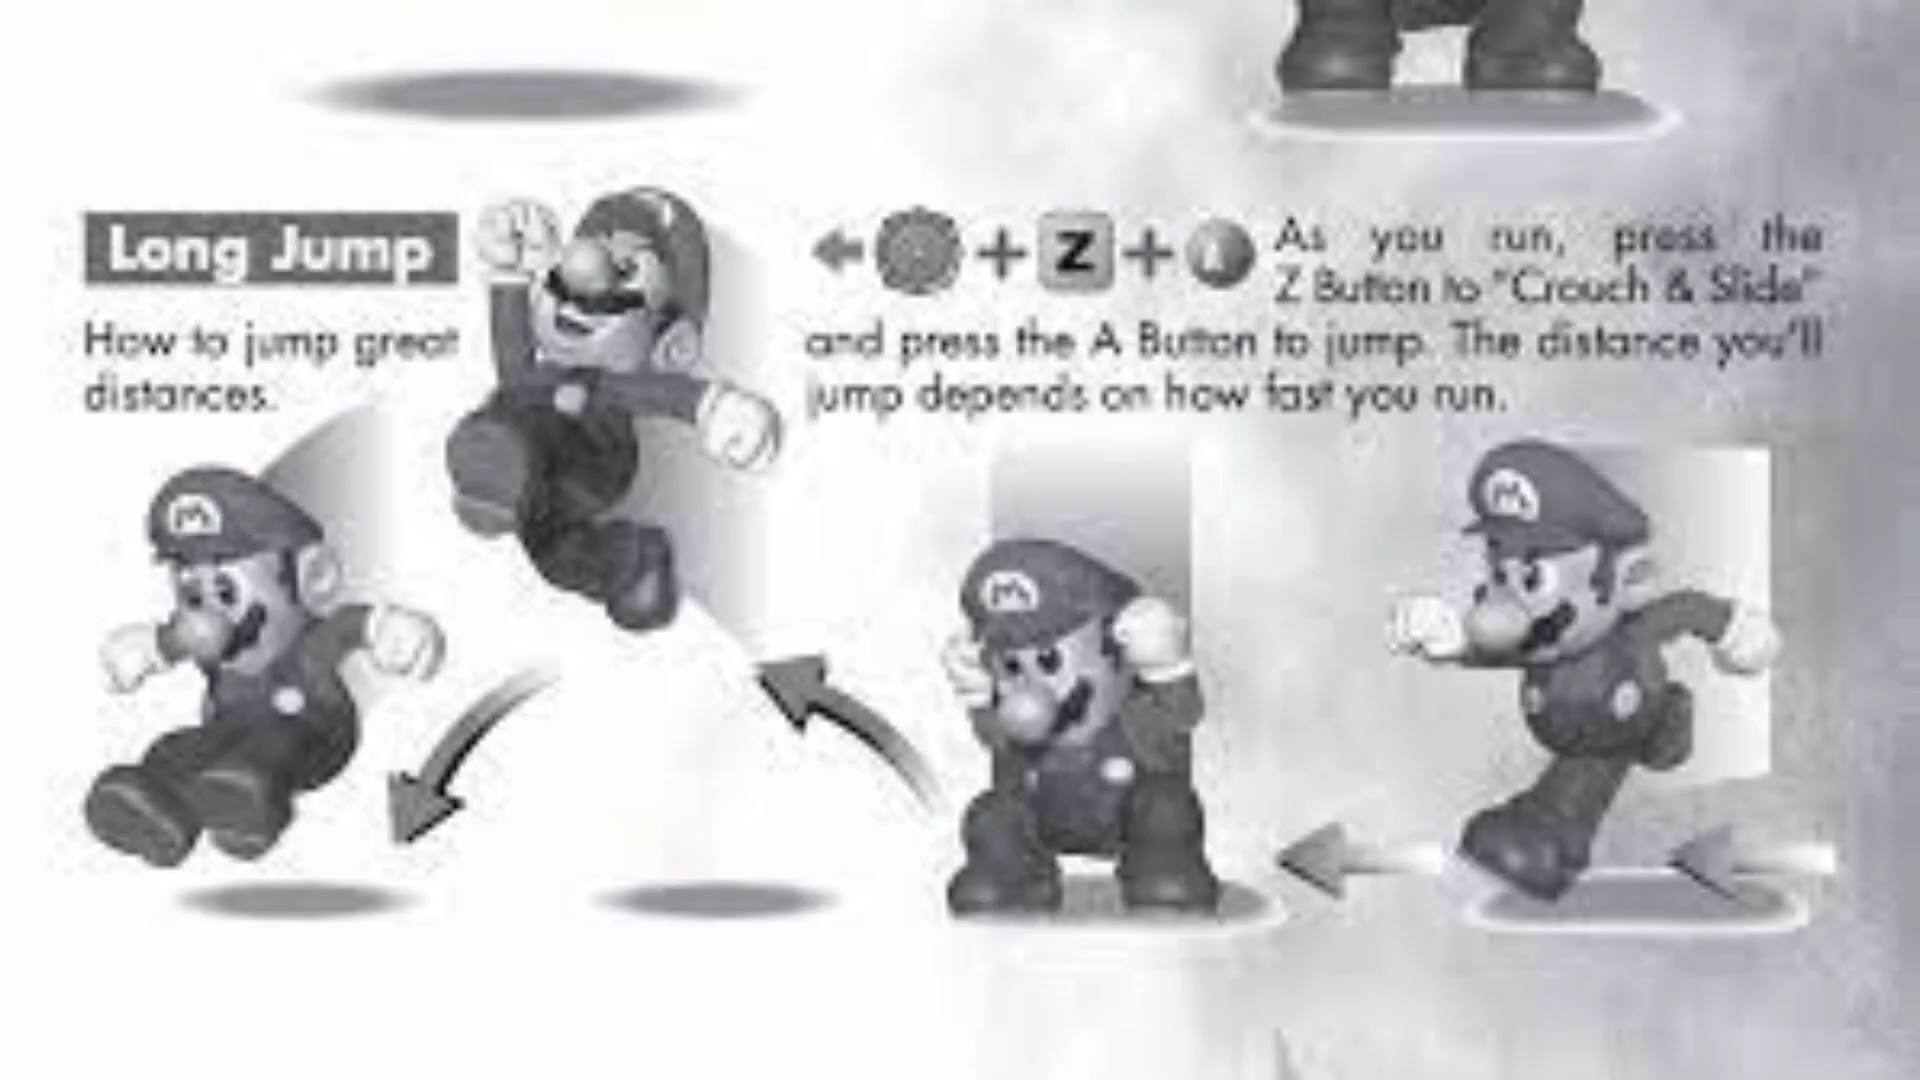 Long Jump
How to jump great
distances.
+ Z + A
As you run, press the
Z Button to "Crouch & Slide"
and press the A Button to jump. The distance you'll
jump depends on how fast you run.
M
M
M